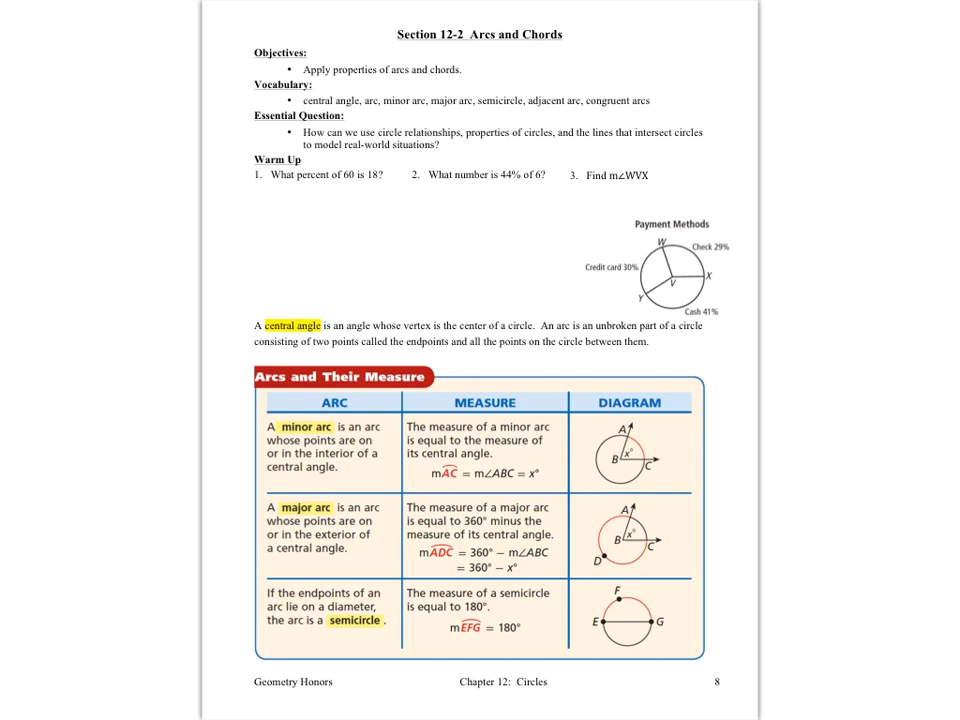 Section 12-2  Arcs and Chords
Objectives:
• Apply properties of arcs and chords.
Vocabulary:
• central angle, arc, minor arc, major arc, semicircle, adjacent arc, congruent arcs
Essential Question:
• How can we use circle relationships, properties of circles, and the lines that intersect circles
to model real-world situations?
Warm Up
1. What percent of 60 is 18? 2. What number is 44% of 6? 3. Find m∠WVX
Payment Methods
W
Check 29%
Credit card 30%
X
V
Y
Cash 41%
A central angle is an angle whose vertex is the center of a circle. An arc is an unbroken part of a circle
consisting of two points called the endpoints and all the points on the circle between them.
Arcs and Their Measure
ARC MEASURE DIAGRAM
A minor arc is an arc
whose points are on
or in the interior of a
central angle.
The measure of a minor arc
is equal to the measure of
its central angle.
mAC = m∠ABC = x°
A
B x°
C
A major arc is an arc
whose points are on
or in the exterior of
a central angle.
The measure of a major arc
is equal to 360° minus the
measure of its central angle.
mADC = 360° − m∠ABC
= 360° − x°
A
B x°
C
D
If the endpoints of an
arc lie on a diameter,
the arc is a semicircle.
The measure of a semicircle
is equal to 180°.
mEFG = 180°
F
E G
Geometry Honors Chapter 12: Circles 8